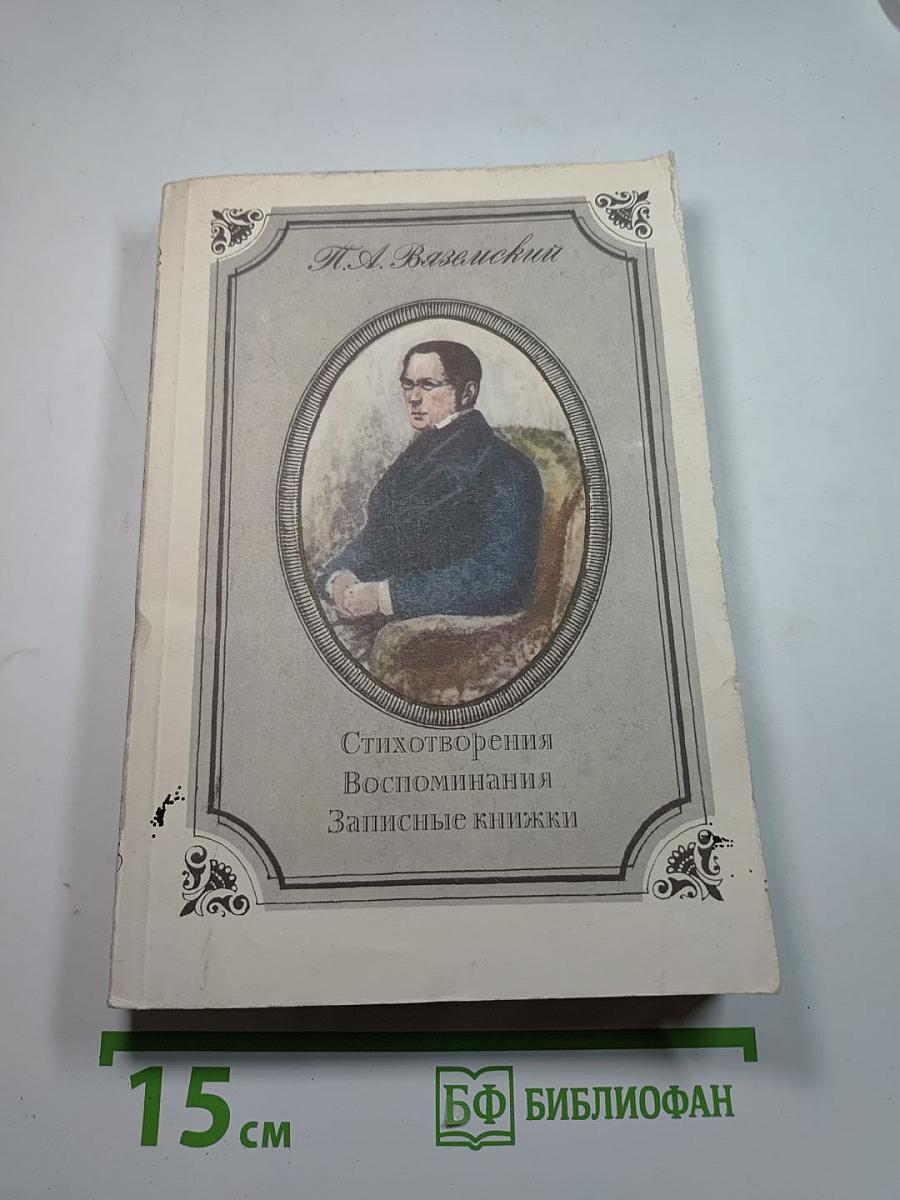 П.А. Вяземский
Стихотворения
Воспоминания
Записные книжки
15 см
БФ БИБЛИОФАН